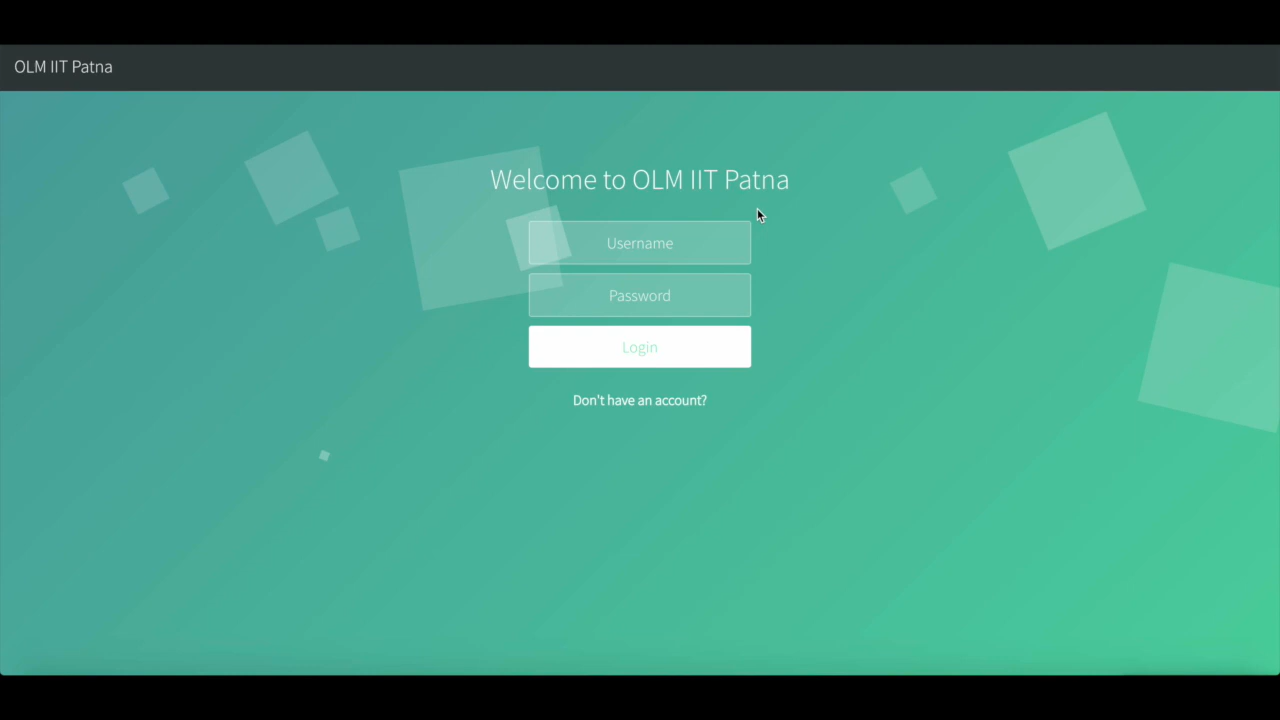 OLM IIT Patna
Welcome to OLM IIT Patna
Username
Password
Login
Don't have an account?